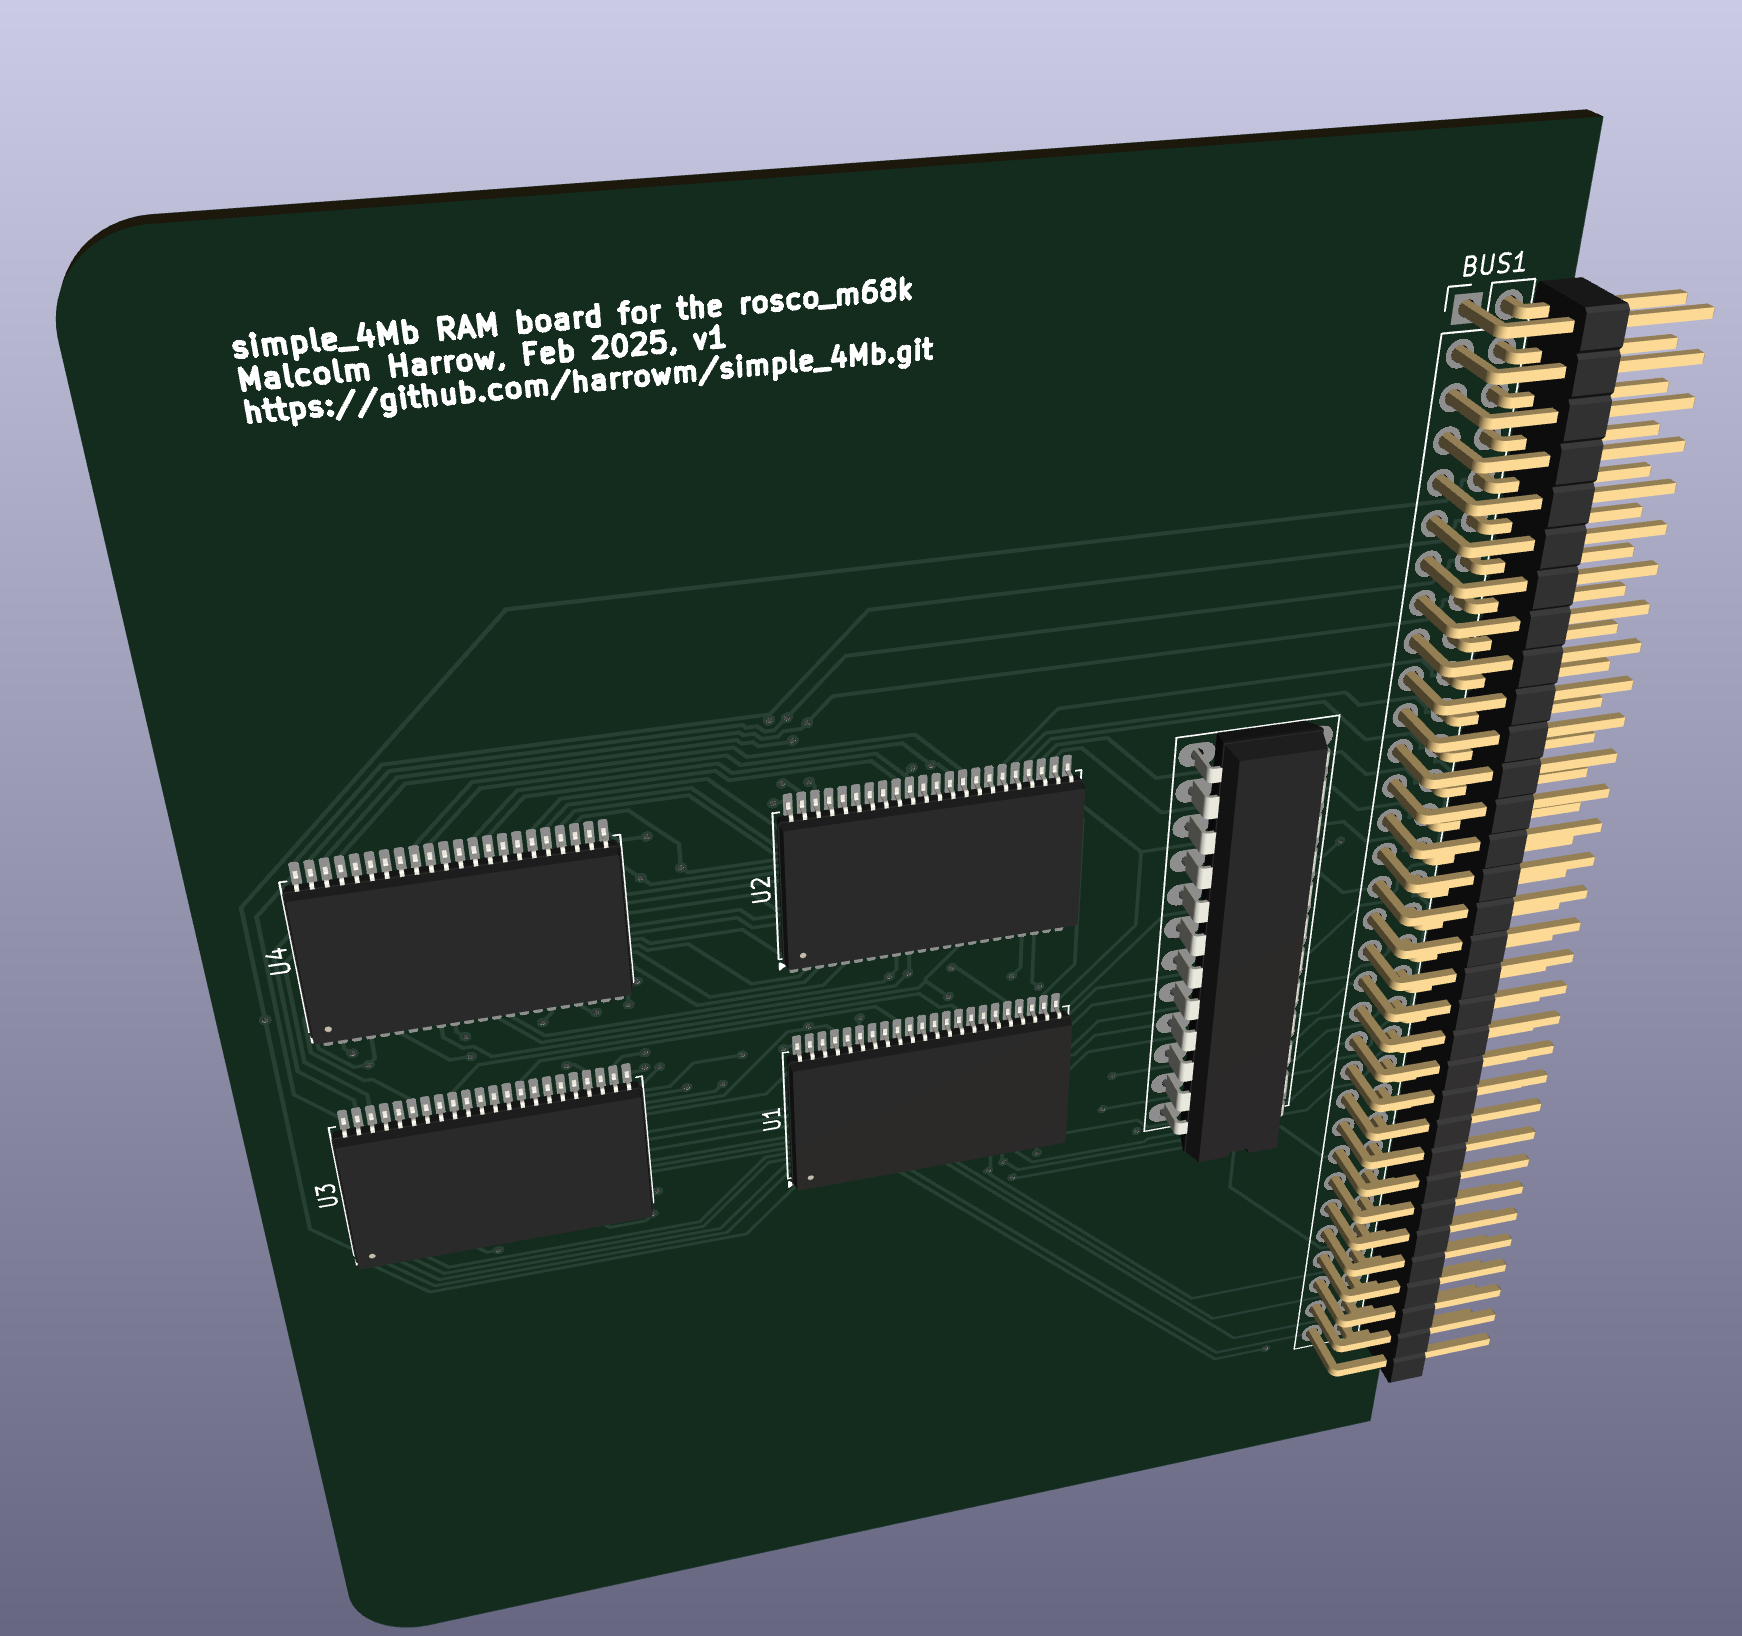 simple_4Mb RAM board for the rosco_m68k
Malcolm Harrow, Feb 2025, v1
https://github.com/harrowm/simple_4Mb.git
BUS1
U2
U4
U1
U3